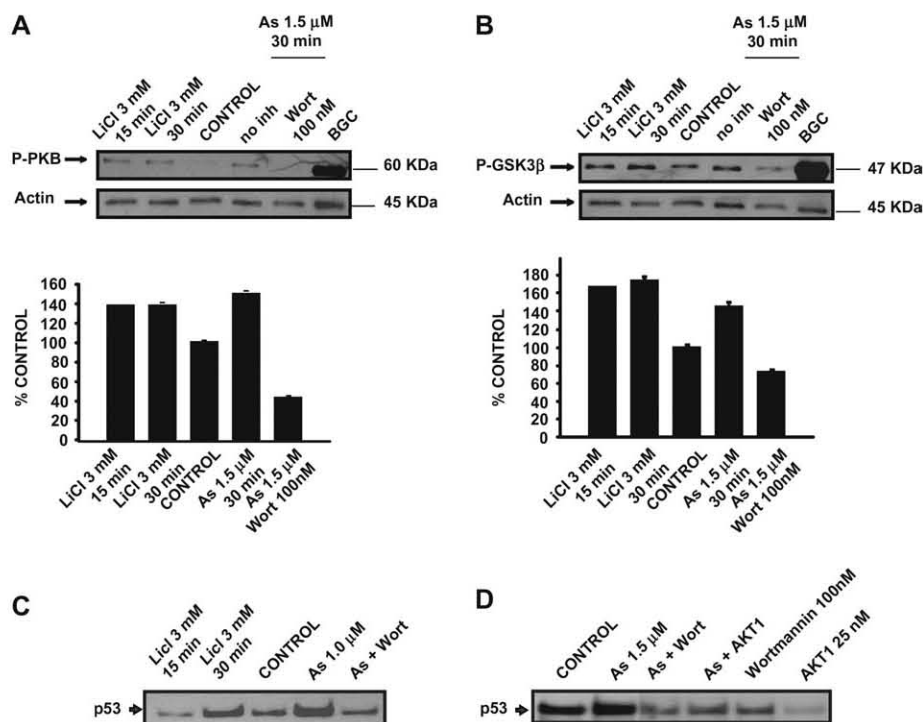 A
As 1.5 μM
30 min
LiCl 3 mM
15 min
LiCl 3 mM
30 min
CONTROL
no inh
Wort
100 nM
BGC
P-PKB
60 KDa
Actin
45 KDa
% CONTROL
160
140
120
100
80
60
40
20
0
LiCl 3 mM
15 min
LiCl 3 mM
30 min
CONTROL
As 1.5 μM
30 min
As 1.5 μM
Wort 100nM
B
As 1.5 μM
30 min
LiCl 3 mM
15 min
LiCl 3 mM
30 min
CONTROL
no inh
Wort
100 nM
BGC
P-GSK3β
47 KDa
Actin
45 KDa
% CONTROL
180
160
140
120
100
80
60
40
20
0
LiCl 3 mM
15 min
LiCl 3 mM
30 min
CONTROL
As 1.5 μM
30 min
As 1.5 μM
Wort 100nM
C
LicI 3 mM
15 min
LicI 3 mM
30 min
CONTROL
As 1.0 μM
As + Wort
p53
D
CONTROL
As 1.5 μM
As + Wort
As + AKT1
Wortmannin 100nM
AKT1 25 nM
p53